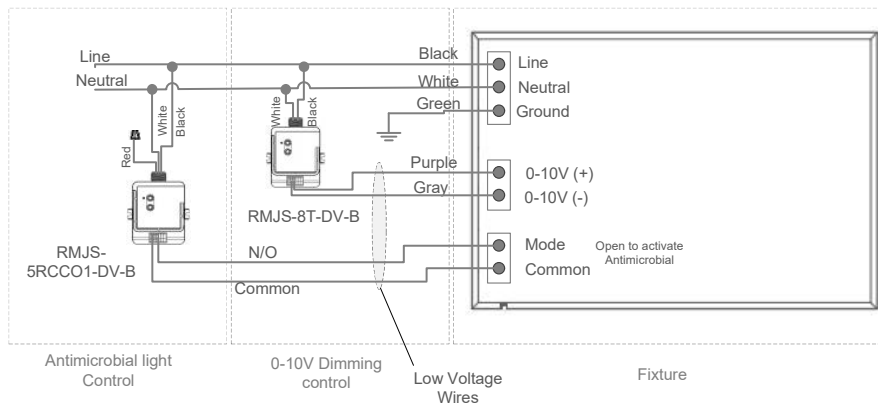 Line
Neutral
Black
White
Green
Line
Neutral
Ground
White
Black
Red
White
Black
Purple
Gray
0-10V (+)
0-10V (-)
RMJS-8T-DV-B
RMJS-
5RCCO1-DV-B
N/O
Common
Mode
Common
Open to activate
Antimicrobial
Antimicrobial light
Control
0-10V Dimming
control
Low Voltage
Wires
Fixture